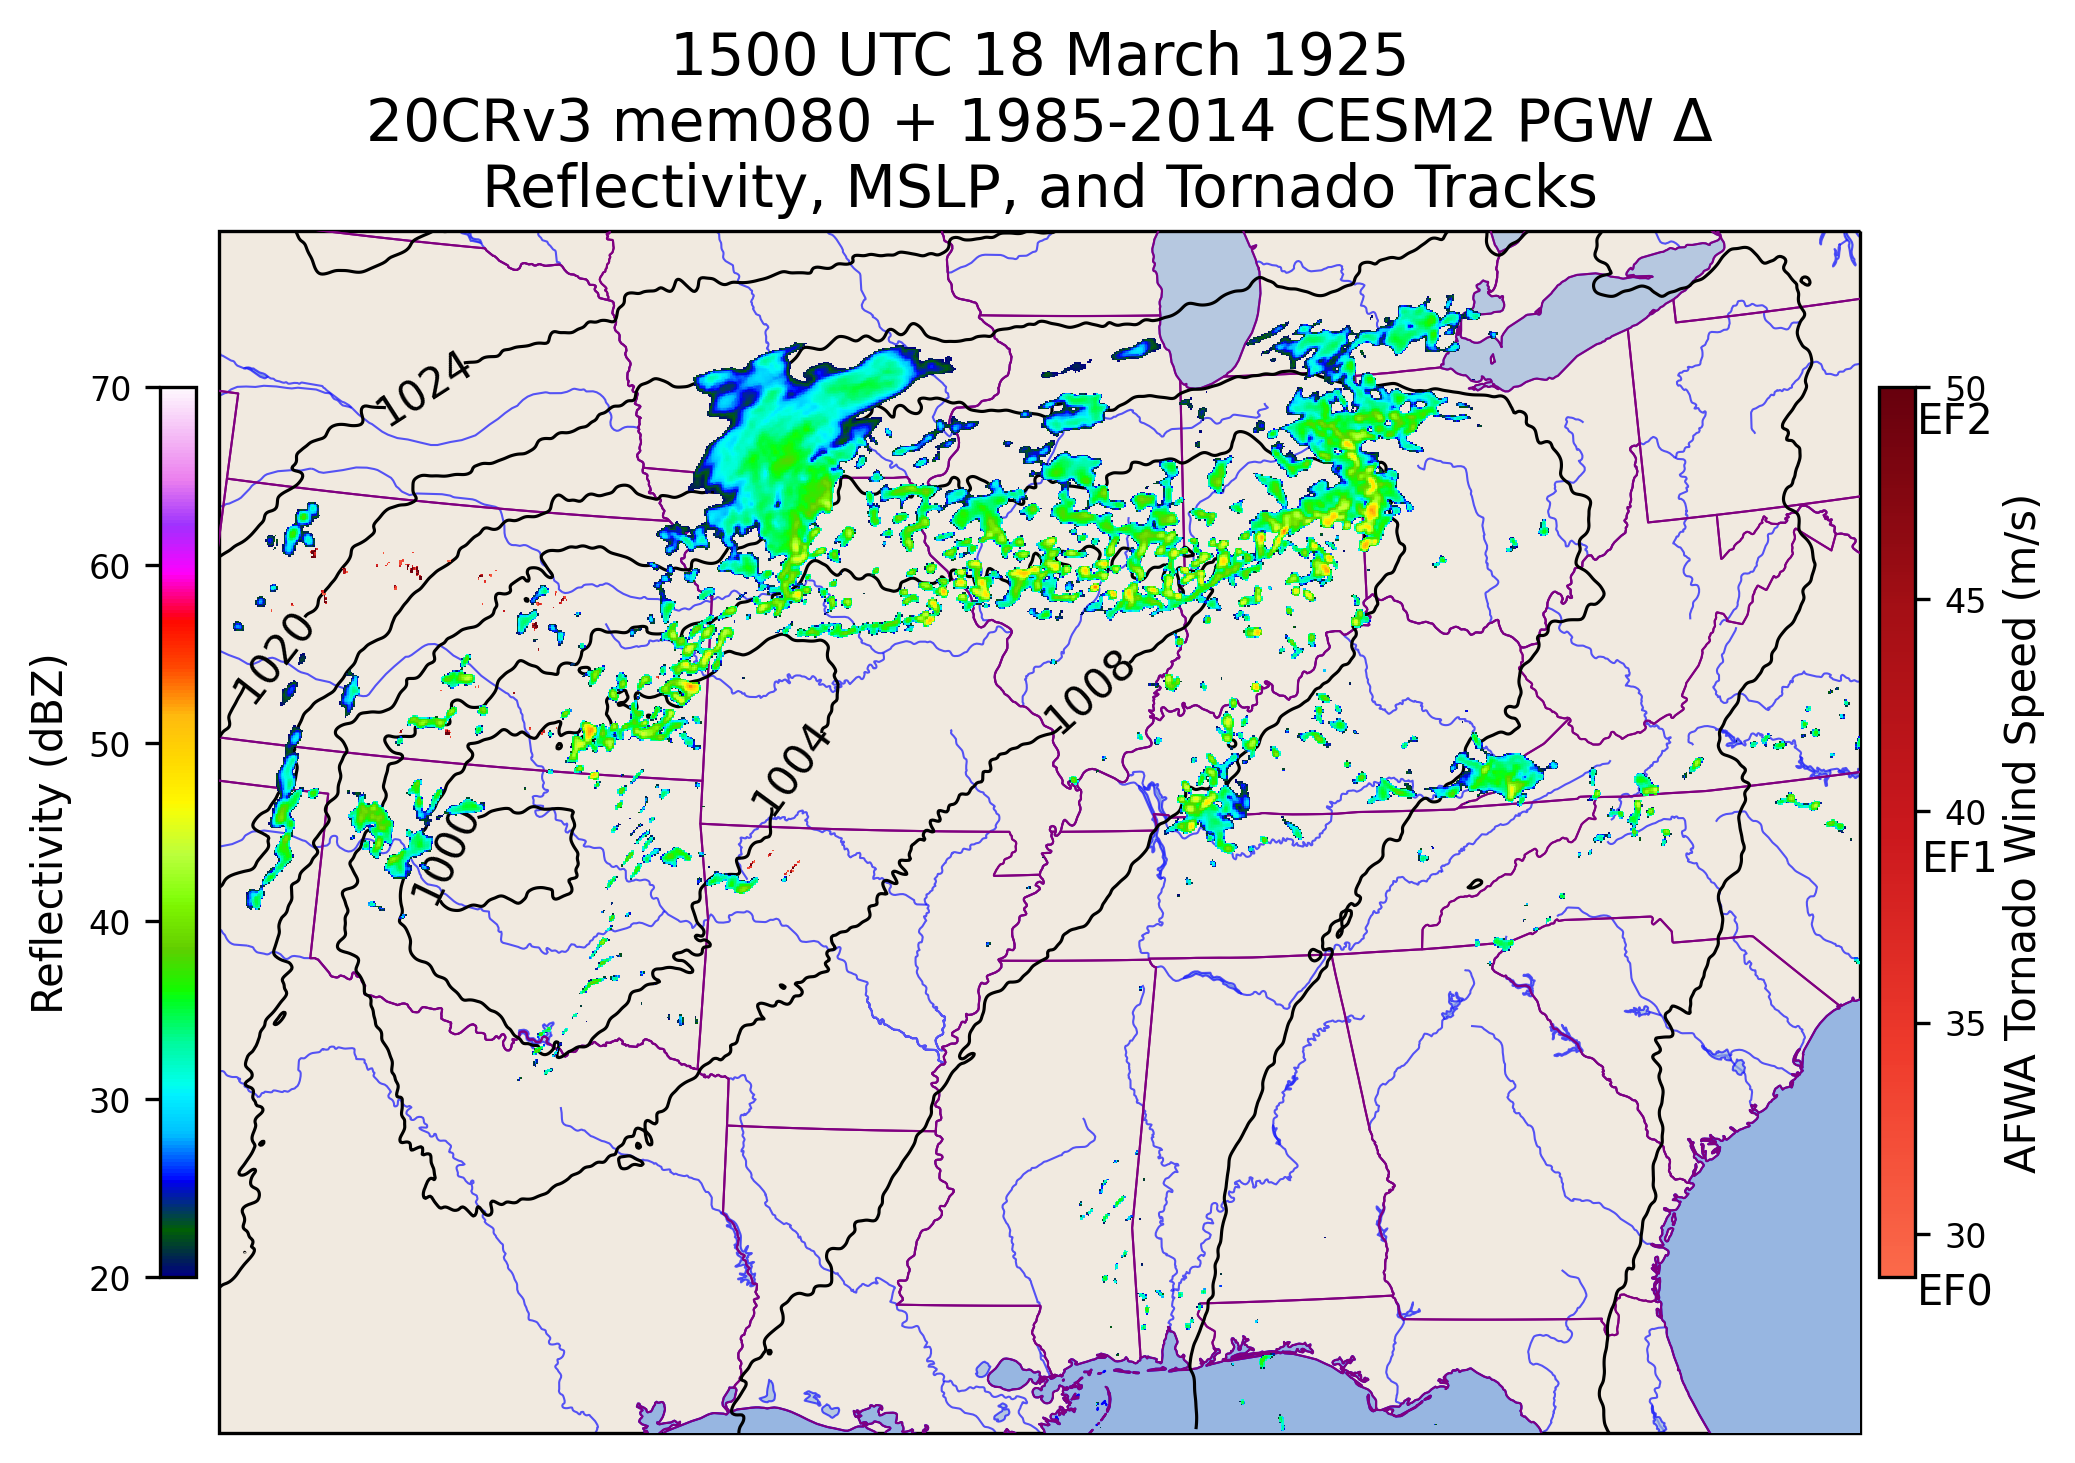 1500 UTC 18 March 1925
20CRv3 mem080 + 1985-2014 CESM2 PGW Δ
Reflectivity, MSLP, and Tornado Tracks
Reflectivity (dBZ)
70
60
50
40
30
20
1024
1020
1008
1004
1000
50
EF2
45
40
EF1
35
30
EF0
AFWA Tornado Wind Speed (m/s)